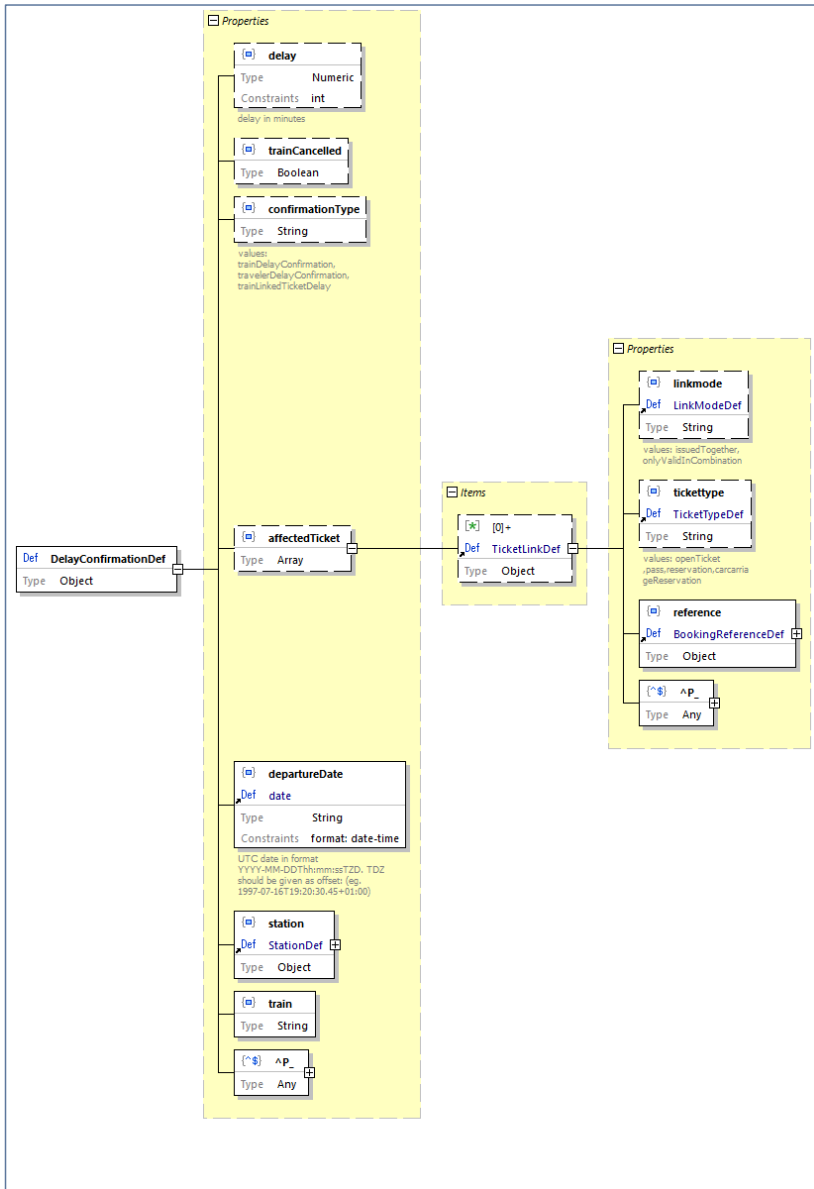 Properties
delay
Type Numeric
Constraints int
delay in minutes
trainCancelled
Type Boolean
confirmationType
Type String
values:
trainDelayConfirmation,
travelerDelayConfirmation,
trainLinkedTicketDelay
Def DelayConfirmationDef
Type Object
affectedTicket
Type Array
Items
[0]+
Def TicketLinkDef
Type Object
Properties
linkmode
Def LinkModeDef
Type String
values: issuedTogether,
onlyValidInCombination
tickettype
Def TicketTypeDef
Type String
values: openTicket
,pass,reservation,carcarria
geReservation
reference
Def BookingReferenceDef
Type Object
{^$} ^P_
Type Any
departureDate
Def date
Type String
Constraints format: date-time
UTC date in format
YYYY-MM-DDThh:mm:ssTZD. TDZ
should be given as offset: (eg.
1997-07-16T19:20:30.45+01:00)
station
Def StationDef
Type Object
train
Type String
{^$} ^P_
Type Any